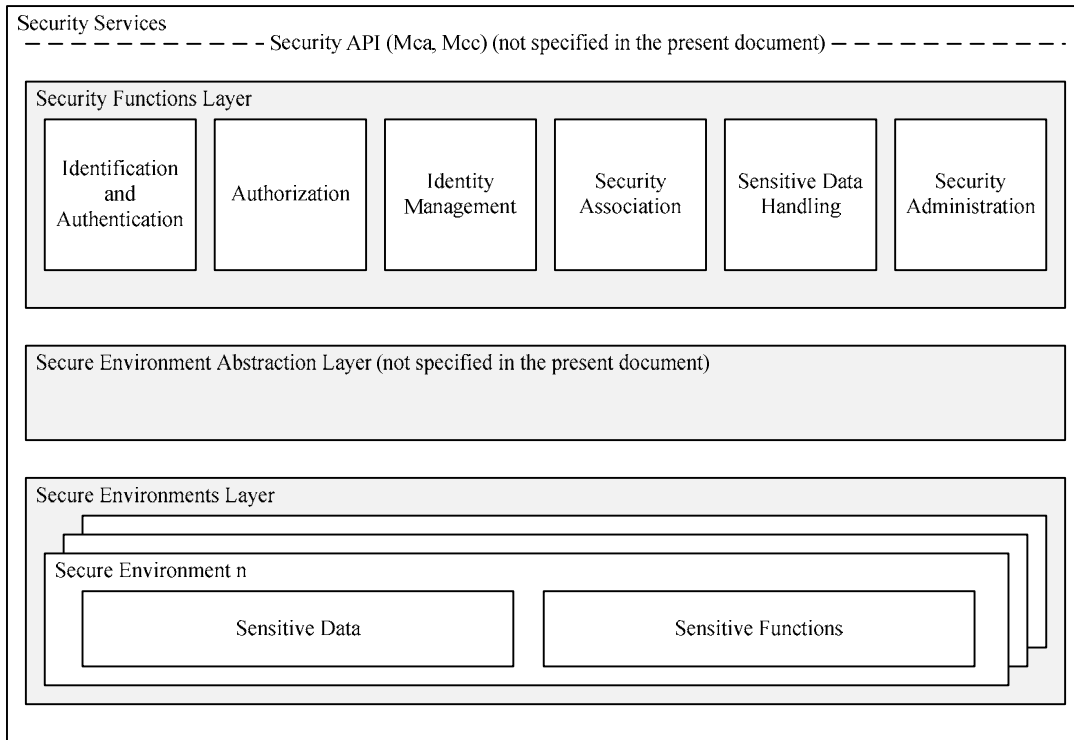 Security Services
Security API (Mca, Mcc) (not specified in the present document)
Security Functions Layer
Identification
and
Authentication
Authorization
Identity
Management
Security
Association
Sensitive Data
Handling
Security
Administration
Secure Environment Abstraction Layer (not specified in the present document)
Secure Environments Layer
Secure Environment n
Sensitive Data
Sensitive Functions